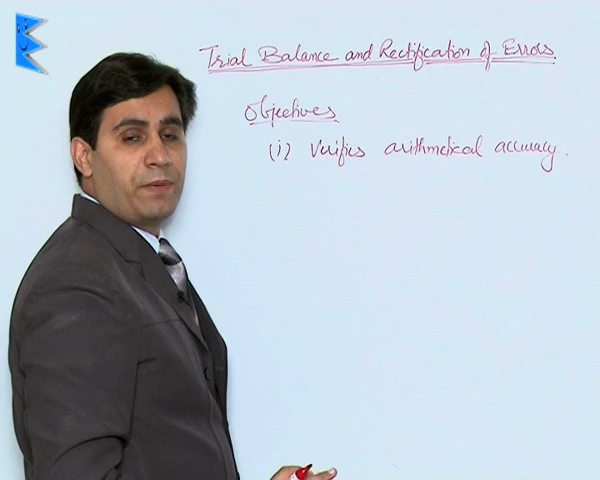 Trial Balance and Rectification of Errors.
Objectives
(i) Verifies arithmetical accuracy.